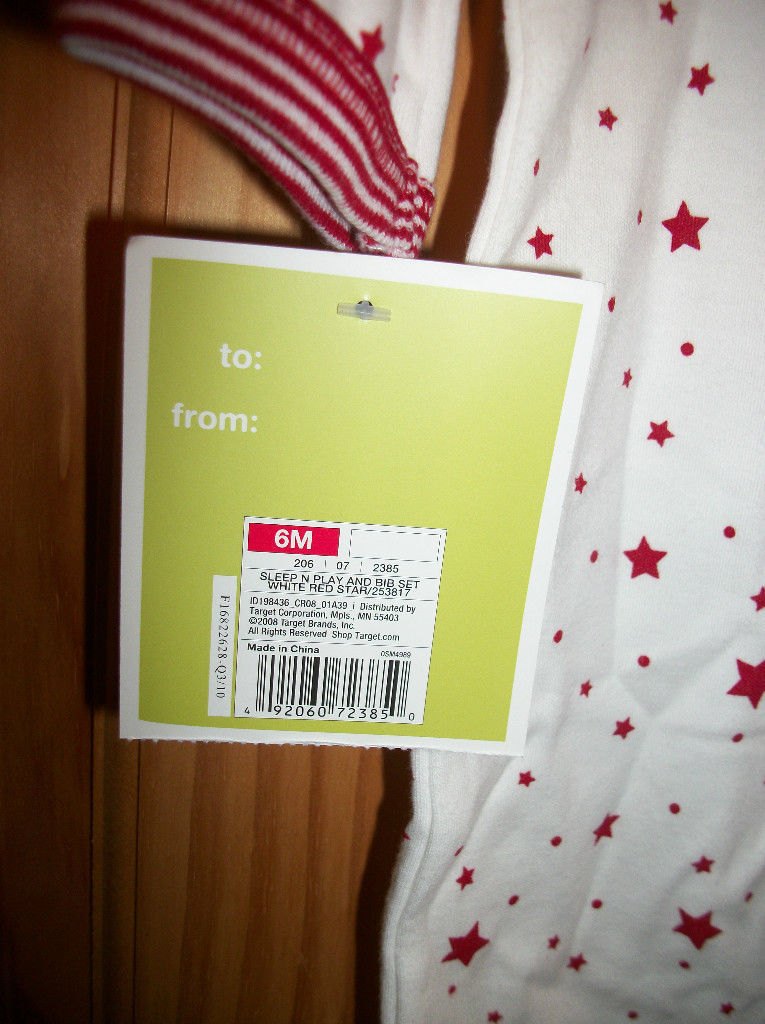 to:
from:
6M
206 07 2385
SLEEP N PLAY AND BIB SET
WHITE RED STAR/253817
ID198436_CR08_01A39 | Distributed by
Target Corporation, Mpls., MN 55403
©2008 Target Brands, Inc.
All Rights Reserved Shop Target.com
Made in China 0SM4989
4 92060 72385 0
F16822628-Q3/10